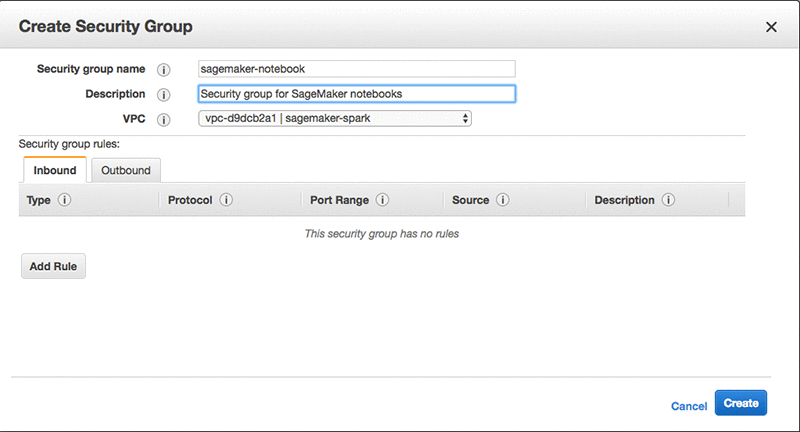 Create Security Group
Security group name sagemaker-notebook
Description Security group for SageMaker notebooks
VPC vpc-d9dcb2a1 | sagemaker-spark
Security group rules:
Inbound Outbound
Type Protocol Port Range Source Description
This security group has no rules
Add Rule
Cancel Create